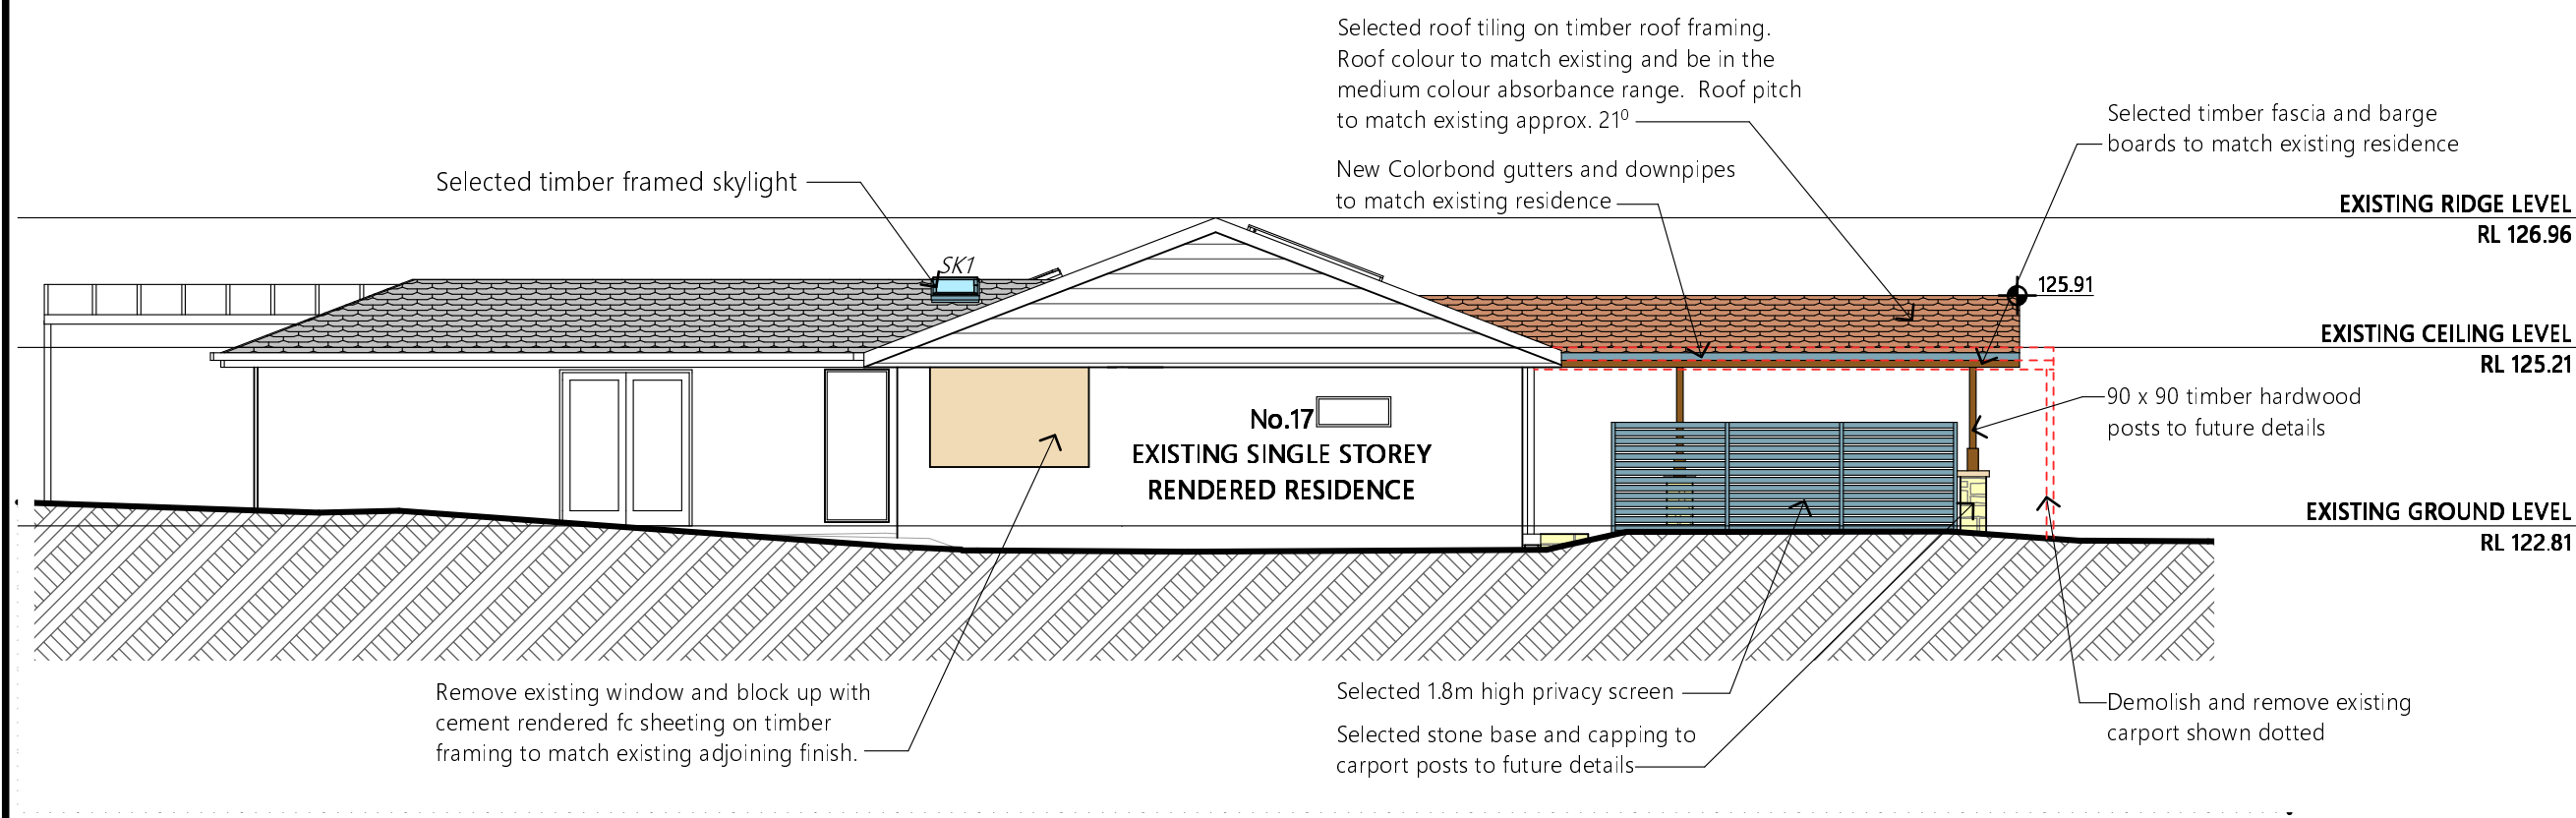 Selected roof tiling on timber roof framing.
Roof colour to match existing and be in the
medium colour absorbance range. Roof pitch
to match existing approx. 21⁰
Selected timber fascia and barge
boards to match existing residence
Selected timber framed skylight
New Colorbond gutters and downpipes
to match existing residence
EXISTING RIDGE LEVEL
RL 126.96
SK1
125.91
EXISTING CEILING LEVEL
RL 125.21
90 x 90 timber hardwood
posts to future details
No.17
EXISTING SINGLE STOREY
RENDERED RESIDENCE
EXISTING GROUND LEVEL
RL 122.81
Remove existing window and block up with
cement rendered fc sheeting on timber
framing to match existing adjoining finish.
Selected 1.8m high privacy screen
Selected stone base and capping to
carport posts to future details
Demolish and remove existing
carport shown dotted